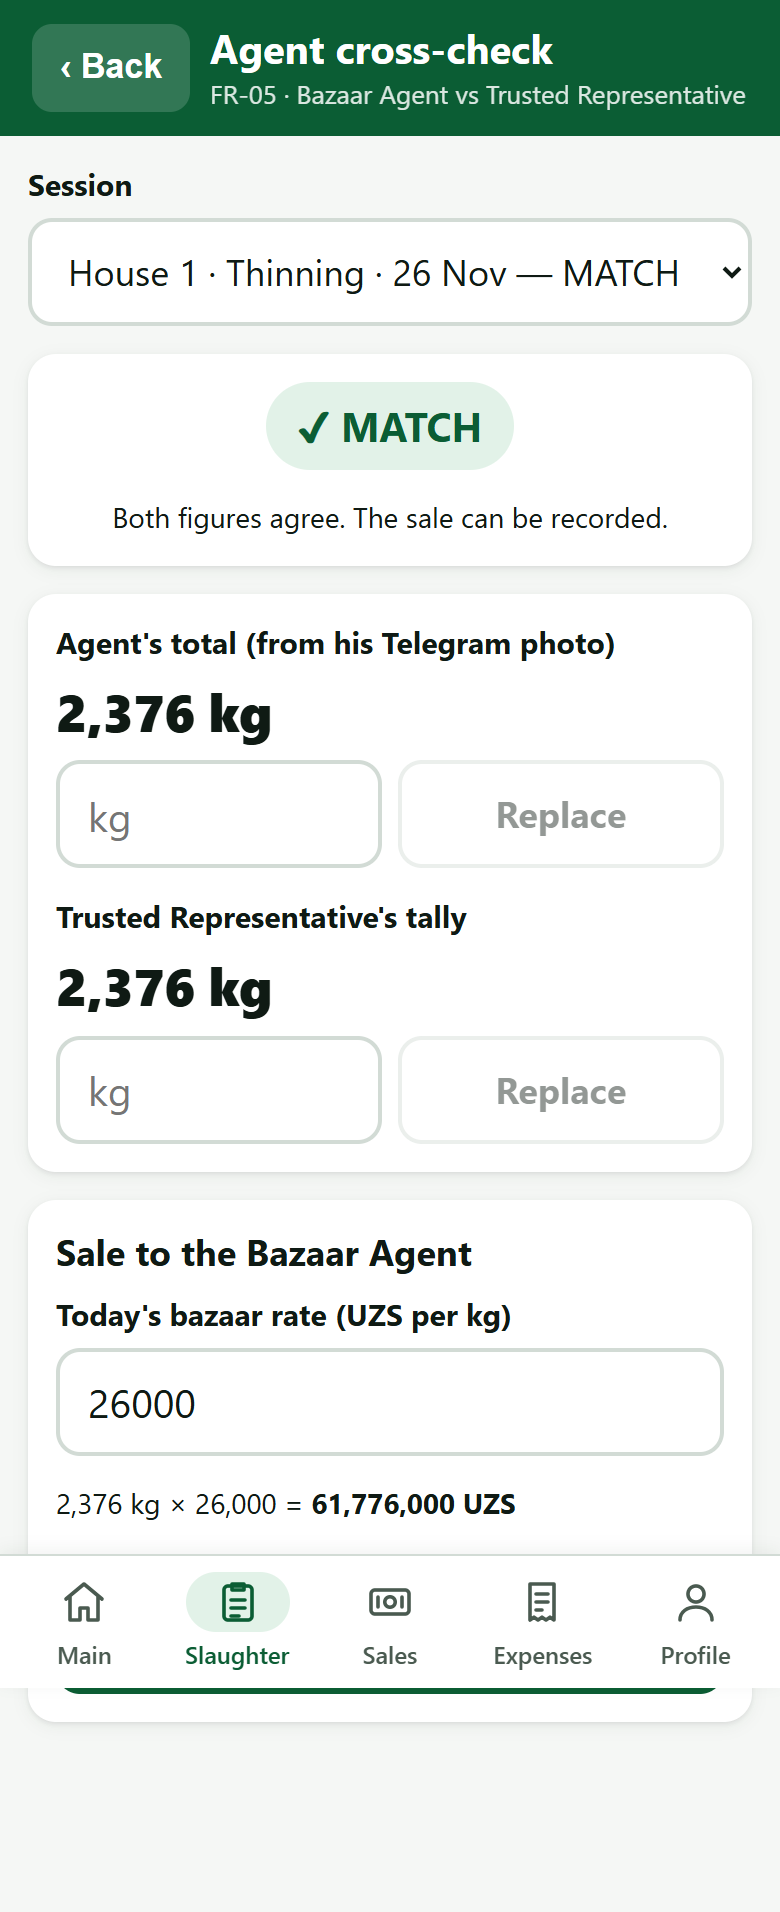 ‹ Back
Agent cross-check
FR-05 · Bazaar Agent vs Trusted Representative
Session
House 1 · Thinning · 26 Nov — MATCH
✓ MATCH
Both figures agree. The sale can be recorded.
Agent's total (from his Telegram photo)
2,376 kg
kg
Replace
Trusted Representative's tally
2,376 kg
kg
Replace
Sale to the Bazaar Agent
Today's bazaar rate (UZS per kg)
26000
2,376 kg × 26,000 = 61,776,000 UZS
Main
Slaughter
Sales
Expenses
Profile